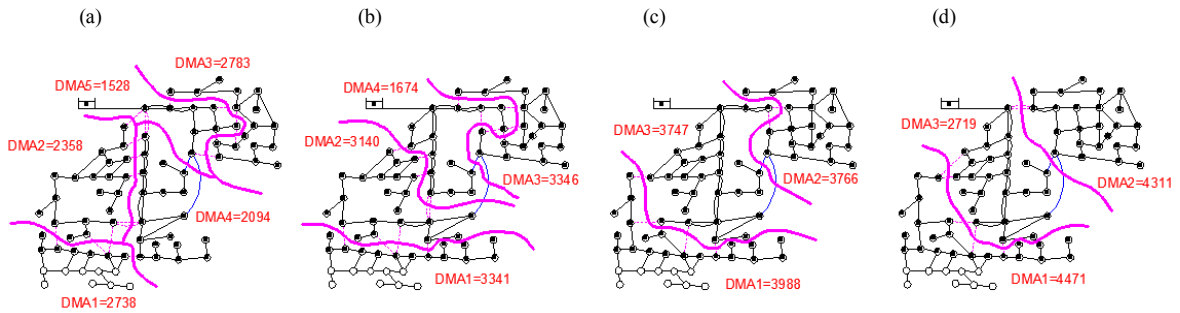 (a)
(b)
(c)
(d)
DMA3=2783
DMA5=1528
DMA2=2358
DMA4=2094
DMA1=2738
DMA4=1674
DMA2=3140
DMA3=3346
DMA1=3341
DMA3=3747
DMA2=3766
DMA1=3988
DMA3=2719
DMA2=4311
DMA1=4471